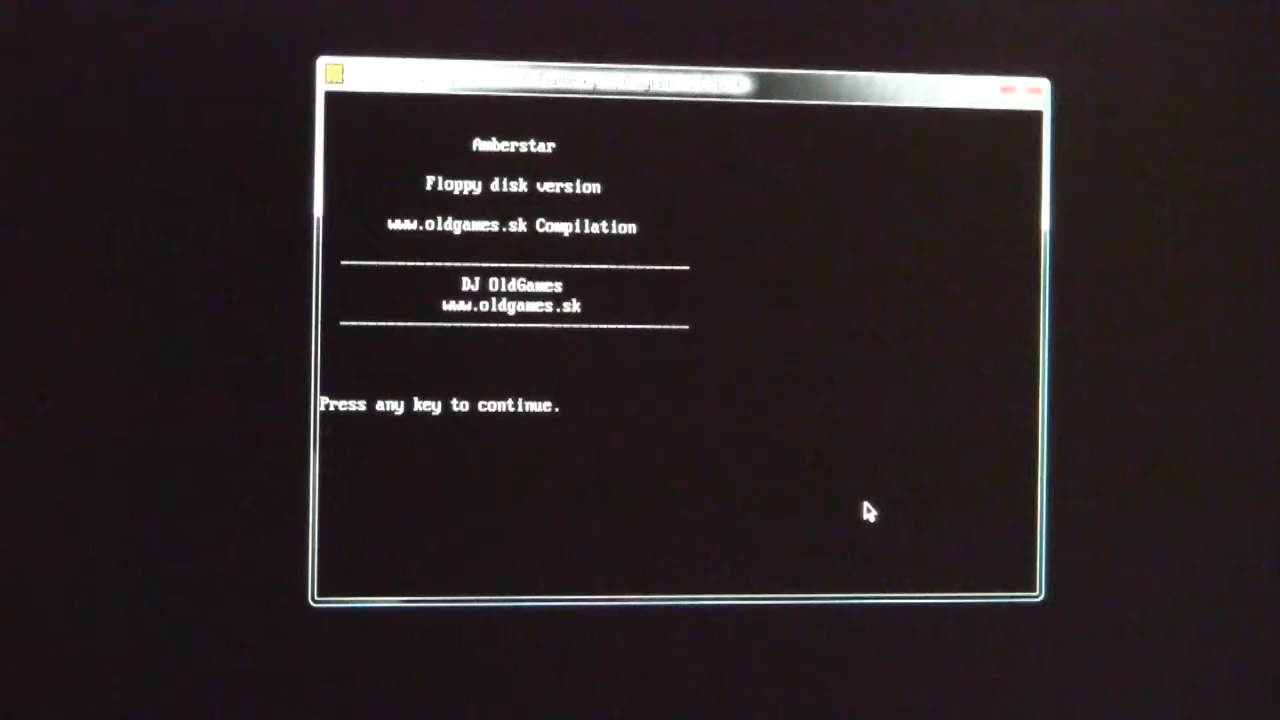 Amberstar
Floppy disk version
www.oldgames.sk Compilation
DJ OldGames
www.oldgames.sk
Press any key to continue.